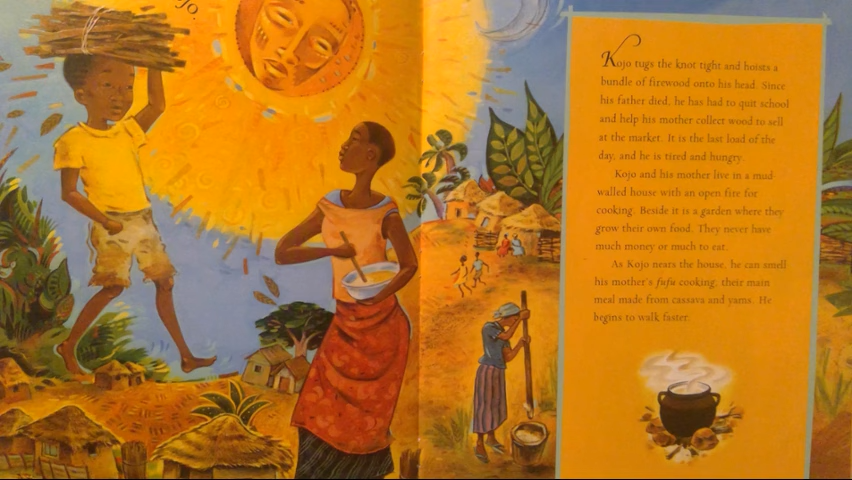 Kojo tugs the knot tight and hoists a
bundle of firewood onto his head. Since
his father died, he has had to quit school
and help his mother collect wood to sell
at the market. It is the last load of the
day, and he is tired and hungry.
Kojo and his mother live in a mud-
walled house with an open fire for
cooking. Beside it is a garden where they
grow their own food. They never have
much money or much to eat.
As Kojo nears the house, he can smell
his mother's fufu cooking, their main
meal made from cassava and yams. He
begins to walk faster.